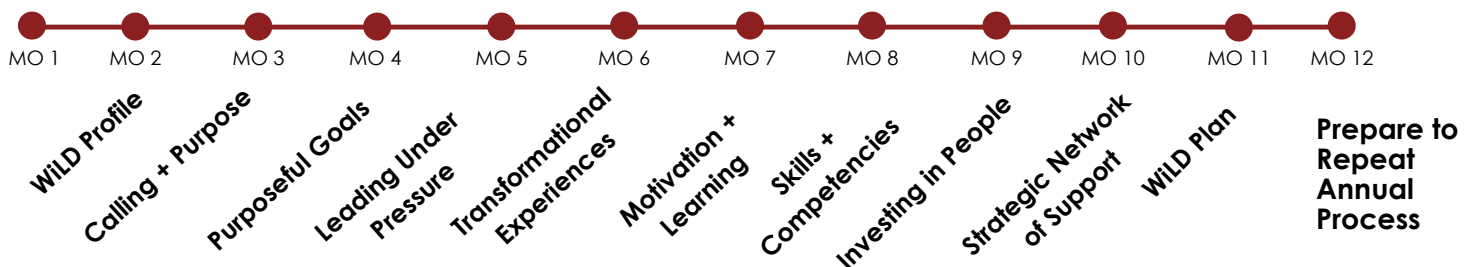 MO 1
MO 2
MO 3
MO 4
MO 5
MO 6
MO 7
MO 8
MO 9
MO 10
MO 11
MO 12
WiLD Profile
Calling + Purpose
Purposeful Goals
Leading Under
Pressure
Transformational
Experiences
Motivation +
Learning
Skills +
Competencies
Investing in People
Strategic Network
of Support
WiLD Plan
Prepare to
Repeat
Annual
Process